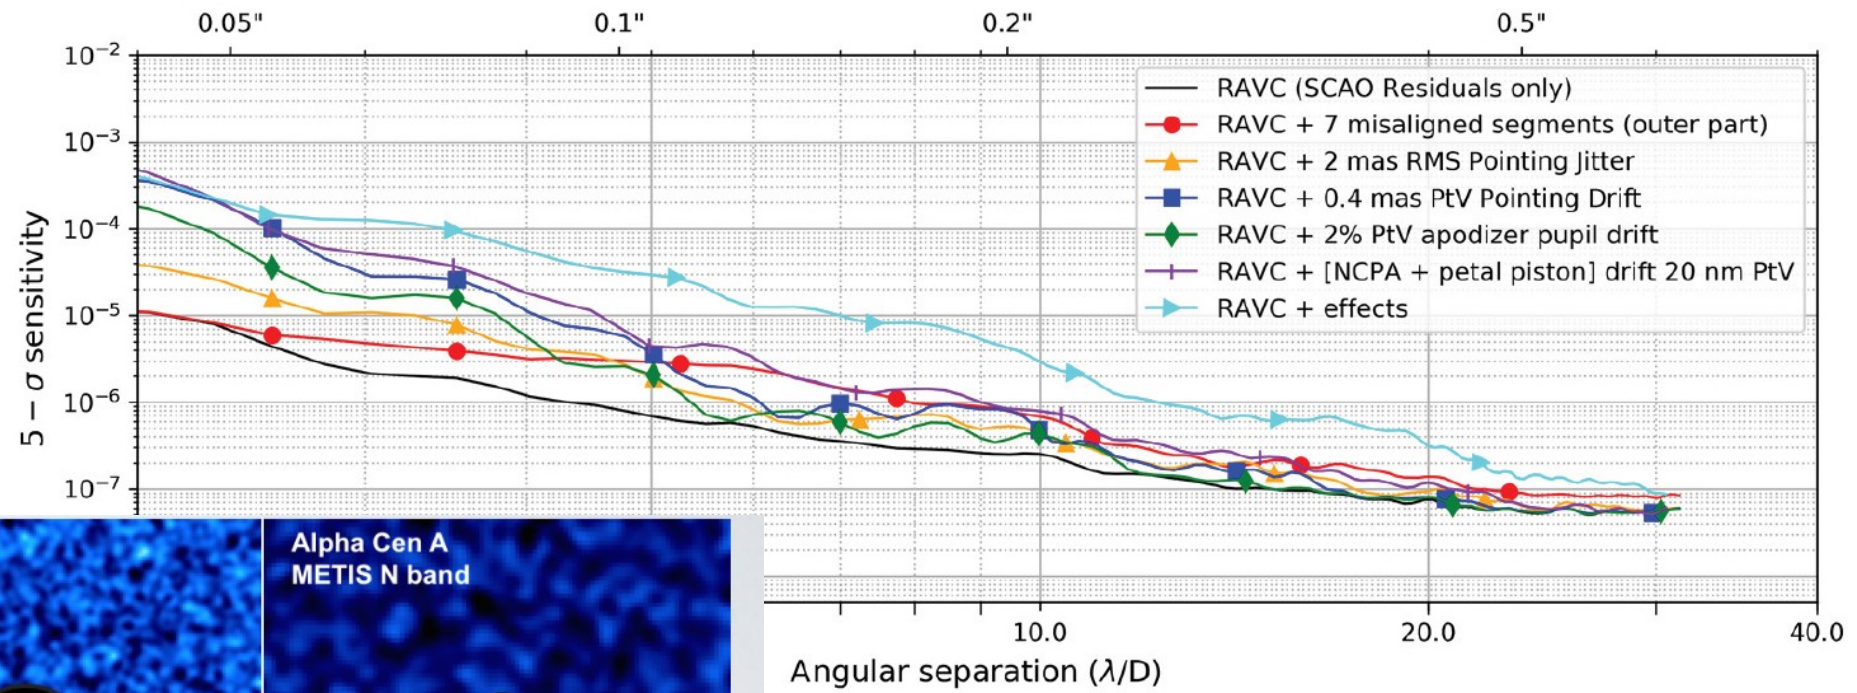 0.05" 0.1" 0.2" 0.5"
10⁻²
10⁻³
10⁻⁴
10⁻⁵
10⁻⁶
10⁻⁷
5 − σ sensitivity
RAVC (SCAO Residuals only)
RAVC + 7 misaligned segments (outer part)
RAVC + 2 mas RMS Pointing Jitter
RAVC + 0.4 mas PtV Pointing Drift
RAVC + 2% PtV apodizer pupil drift
RAVC + [NCPA + petal piston] drift 20 nm PtV
RAVC + effects
Alpha Cen A
METIS N band
10.0 20.0 40.0
Angular separation (λ/D)